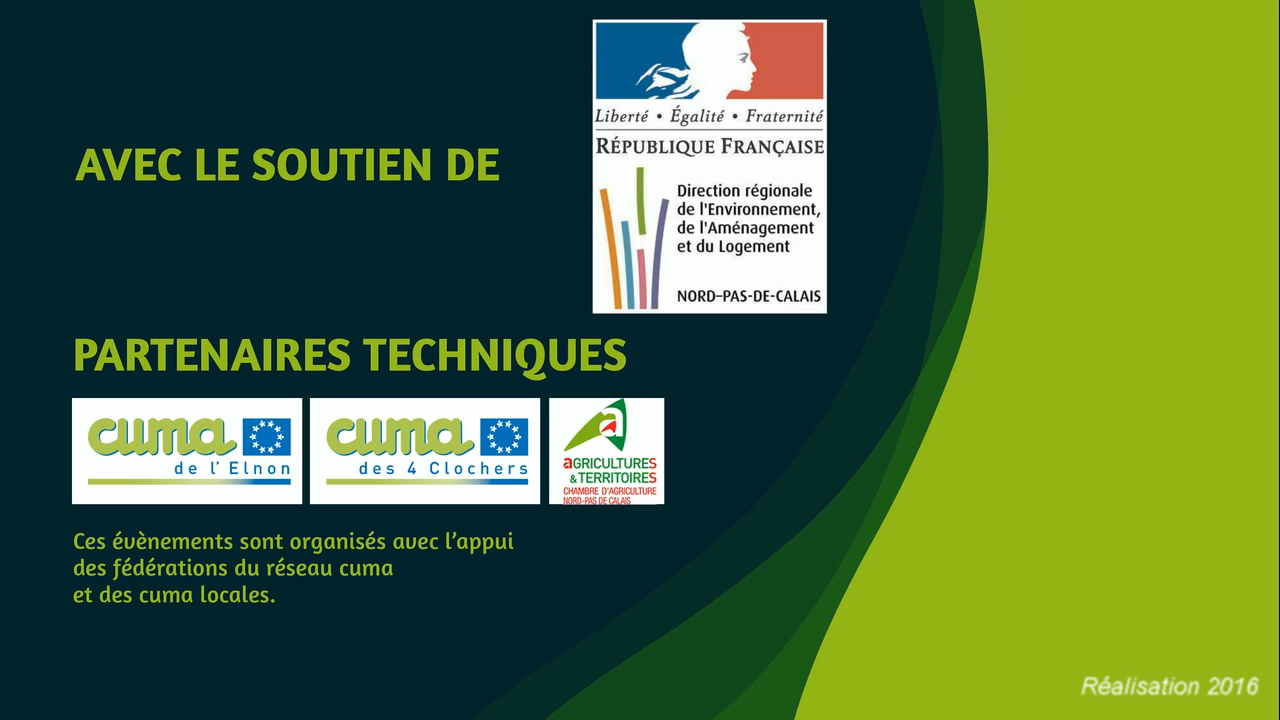 AVEC LE SOUTIEN DE
Liberté • Égalité • Fraternité
RÉPUBLIQUE FRANÇAISE
Direction régionale
de l'Environnement,
de l'Aménagement
et du Logement
NORD-PAS-DE-CALAIS
PARTENAIRES TECHNIQUES
cuma
de l'Elnon
cuma
des 4 Clochers
a
aGRICULTURES
& TERRITOIRES
CHAMBRE D'AGRICULTURE
NORD-PAS DE CALAIS
Ces évènements sont organisés avec l'appui
des fédérations du réseau cuma
et des cuma locales.
Réalisation 2016